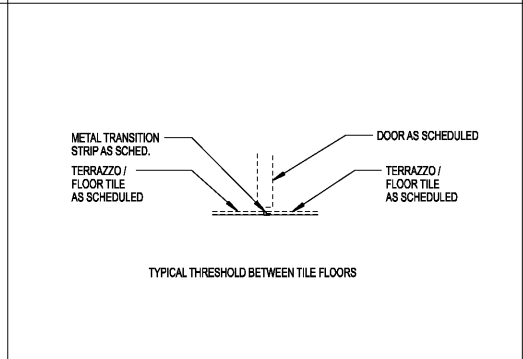 METAL TRANSITION
STRIP AS SCHED.
TERRAZZO /
FLOOR TILE
AS SCHEDULED
DOOR AS SCHEDULED
TERRAZZO /
FLOOR TILE
AS SCHEDULED
TYPICAL THRESHOLD BETWEEN TILE FLOORS